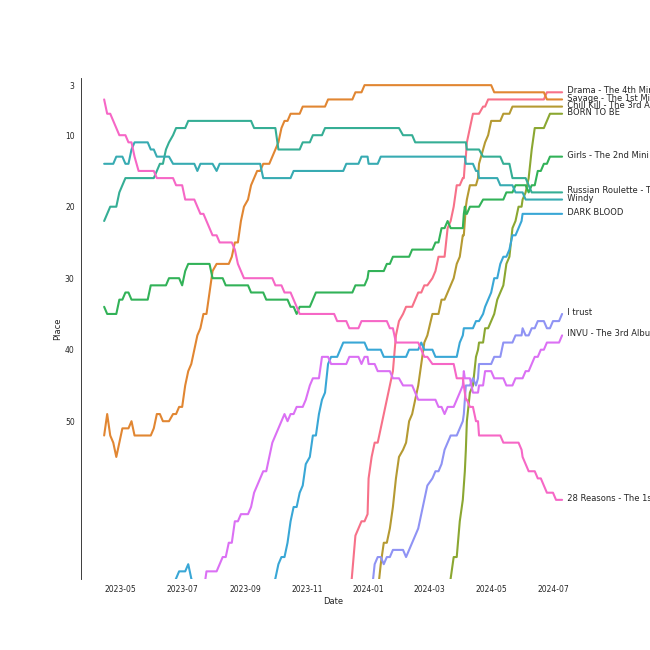 3
10
20
30
40
50
Place
2023-05
2023-07
2023-09
2023-11
2024-01
2024-03
2024-05
2024-07
Date
Drama - The 4th Mi
Savage - The 1st Mi
Chill Kill - The 3rd A
BORN TO BE
Girls - The 2nd Mini
Russian Roulette - T
Windy
DARK BLOOD
I trust
INVU - The 3rd Albu
28 Reasons - The 1s